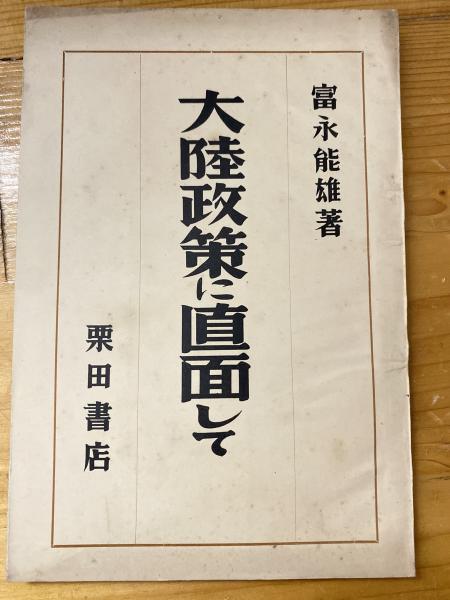 富永能雄著
大陸政策に直面して
栗田書店